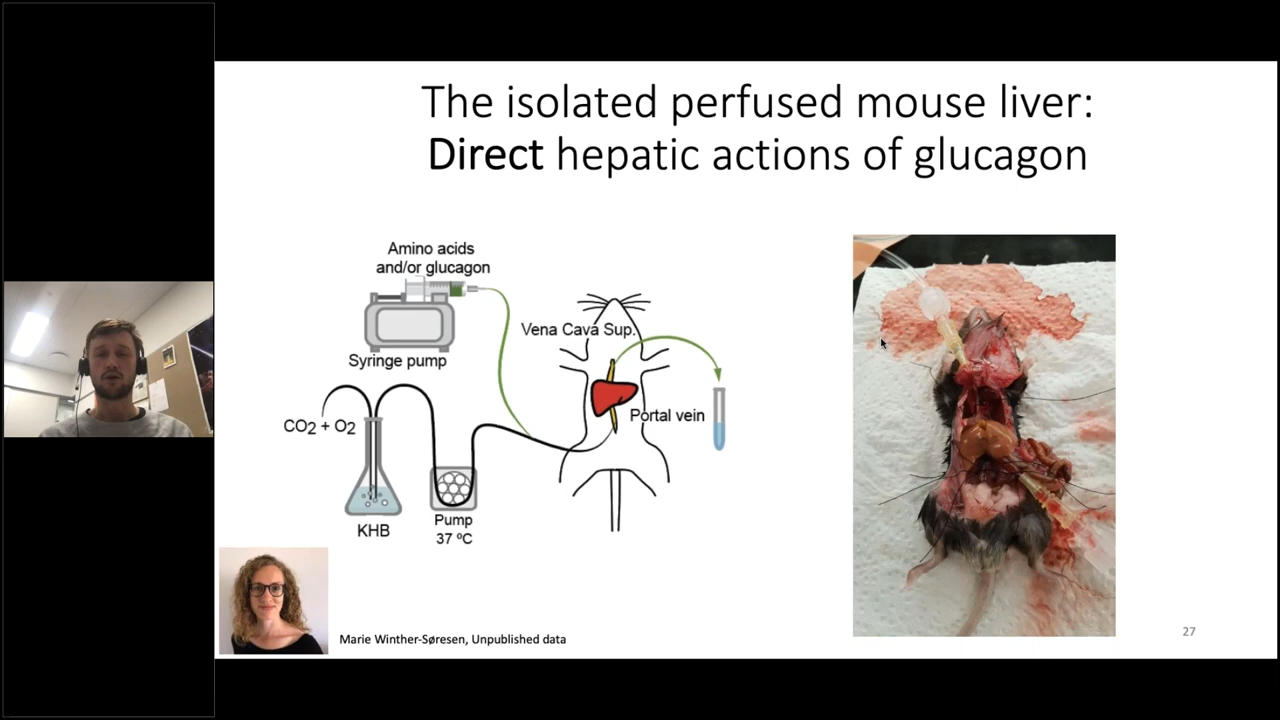 The isolated perfused mouse liver:
Direct hepatic actions of glucagon
Amino acids
and/or glucagon
Syringe pump
Vena Cava Sup.
Portal vein
CO2 + O2
KHB
Pump
37 ºC
Marie Winther-Søresen, Unpublished data
27